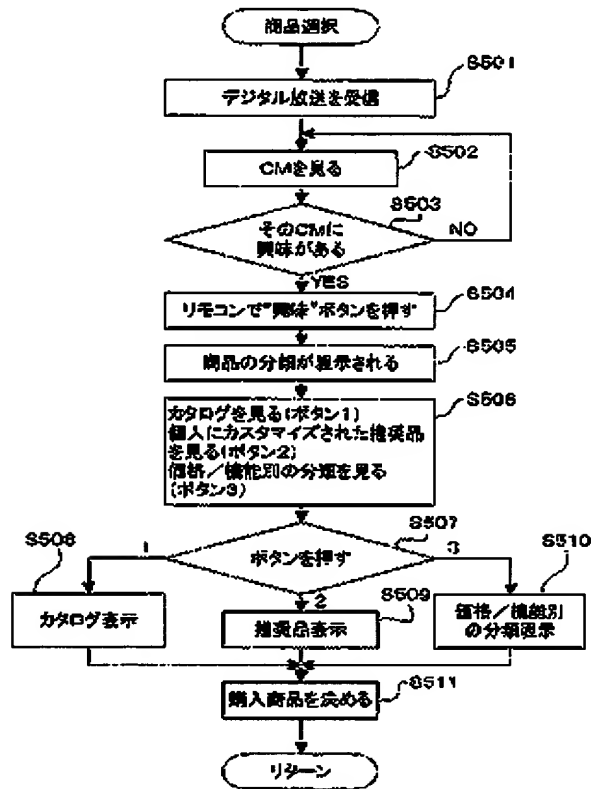 商品選択
S501
デジタル放送を受信
S502
CMを見る
S503
そのCMに
興味がある
NO
YES
S504
リモコンで"興味"ボタンを押す
S505
商品の分類が表示される
S506
カタログを見る(ボタン1)
個人にカスタマイズされた推奨品
を見る(ボタン2)
価格/機能別の分類を見る
(ボタン3)
S507
ボタンを押す
1
2
3
S508
カタログ表示
S509
推奨品表示
S510
価格/機能別
の分類表示
S511
購入商品を決める
リターン